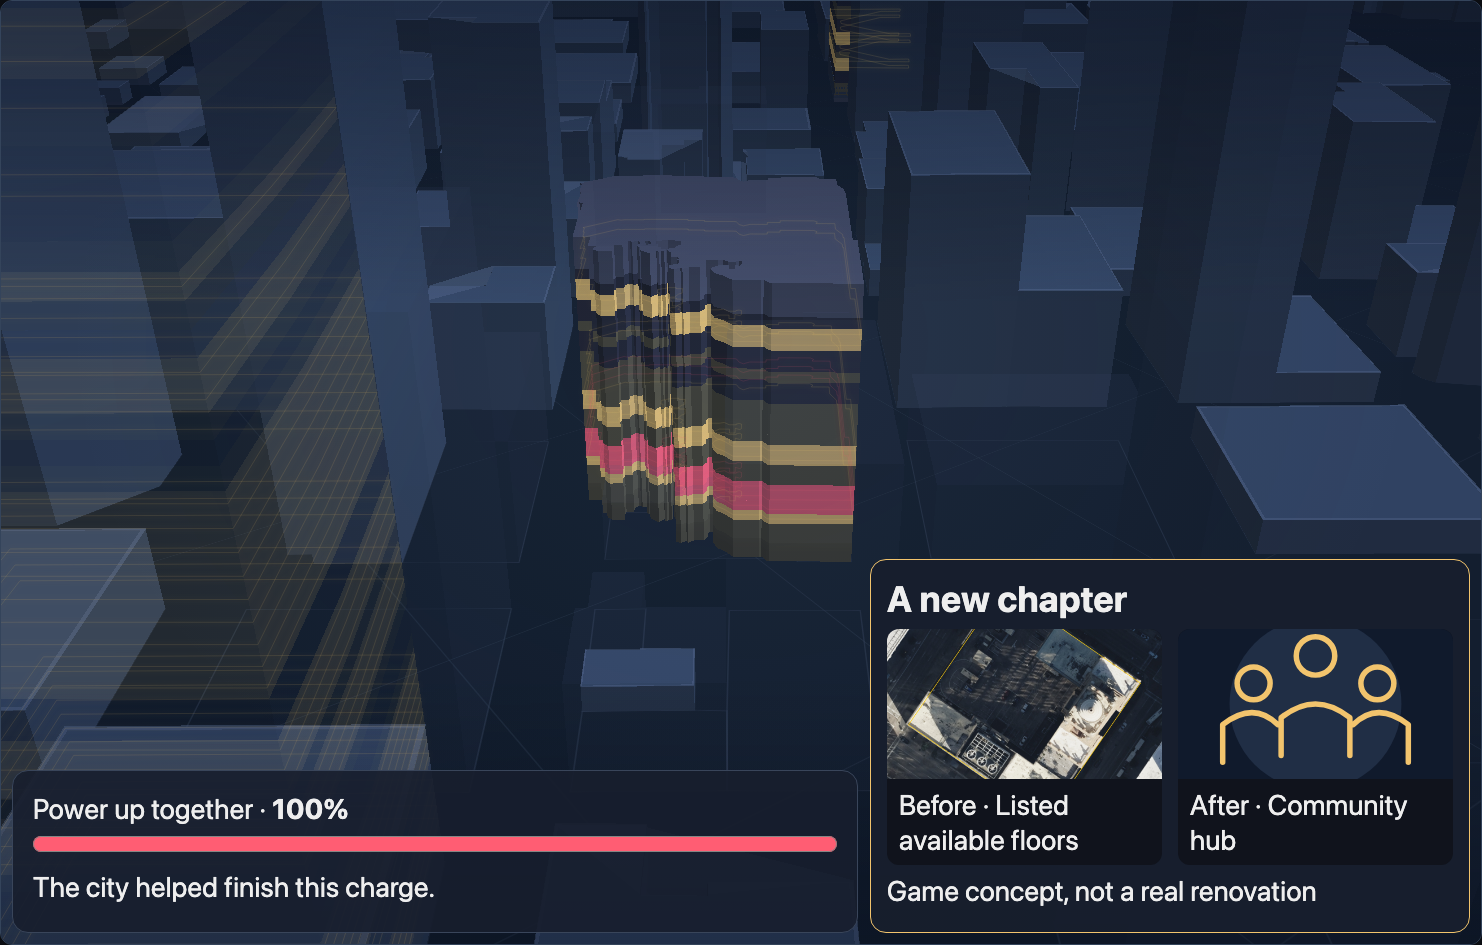 A new chapter
Before · Listed
available floors
After · Community
hub
Game concept, not a real renovation
Power up together · 100%
The city helped finish this charge.